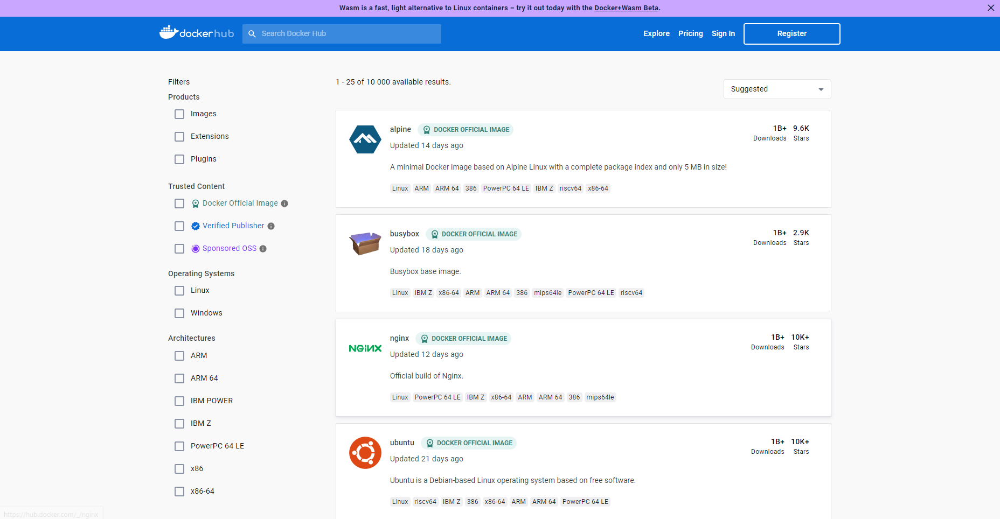 Wasm is a fast, light alternative to Linux containers – try it out today with the Docker+Wasm Beta.
docker hub
Search Docker Hub
Explore
Pricing
Sign In
Register
Filters
Products
Images
Extensions
Plugins
Trusted Content
Docker Official Image
Verified Publisher
Sponsored OSS
Operating Systems
Linux
Windows
Architectures
ARM
ARM 64
IBM POWER
IBM Z
PowerPC 64 LE
x86
x86-64
1 - 25 of 10 000 available results.
Suggested
alpine DOCKER OFFICIAL IMAGE
Updated 14 days ago
A minimal Docker image based on Alpine Linux with a complete package index and only 5 MB in size!
Linux ARM ARM 64 386 PowerPC 64 LE IBM Z riscv64 x86-64
1B+ 9.6K
Downloads Stars
busybox DOCKER OFFICIAL IMAGE
Updated 18 days ago
Busybox base image.
Linux IBM Z x86-64 ARM ARM 64 386 mips64le PowerPC 64 LE riscv64
1B+ 2.9K
Downloads Stars
NGINX
nginx DOCKER OFFICIAL IMAGE
Updated 12 days ago
Official build of Nginx.
Linux PowerPC 64 LE IBM Z x86-64 ARM ARM 64 386 mips64le
1B+ 10K+
Downloads Stars
ubuntu DOCKER OFFICIAL IMAGE
Updated 21 days ago
Ubuntu is a Debian-based Linux operating system based on free software.
Linux riscv64 IBM Z 386 x86-64 ARM ARM 64 PowerPC 64 LE
1B+ 10K+
Downloads Stars
https://hub.docker.com/_/nginx